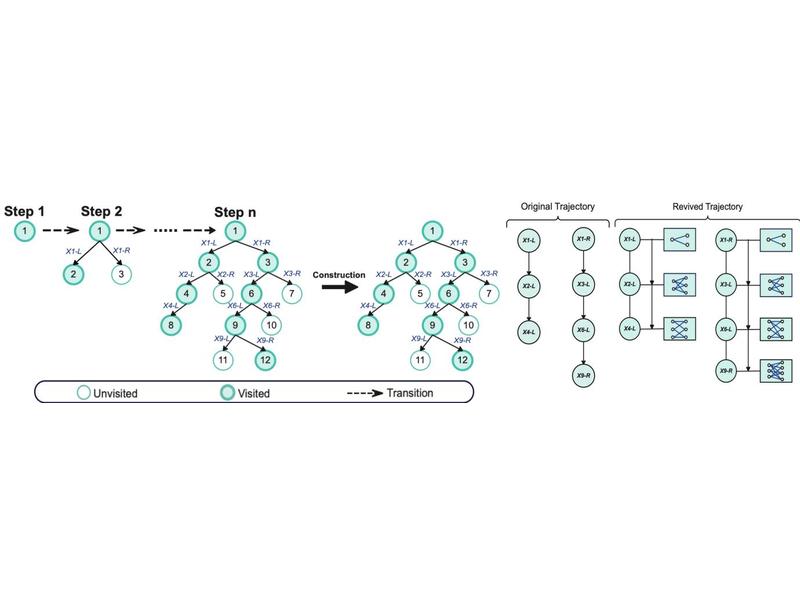 Step 1
Step 2
Step n
1
1
X1-L
X1-R
2
3
1
X1-L
X1-R
2
3
X2-L
X2-R
X3-L
X3-R
4
5
6
7
X4-L
X6-L
X6-R
8
9
10
X9-L
X9-R
11
12
Construction
1
X1-L
X1-R
2
3
X2-L
X2-R
X3-L
X3-R
4
5
6
7
X4-L
X6-L
X6-R
8
9
10
X9-L
X9-R
11
12
Unvisited
Visited
Transition
Original Trajectory
X1-L
X1-R
X2-L
X3-L
X4-L
X6-L
X9-R
Revived Trajectory
X1-L
X1-R
X2-L
X3-L
X4-L
X6-L
X9-R